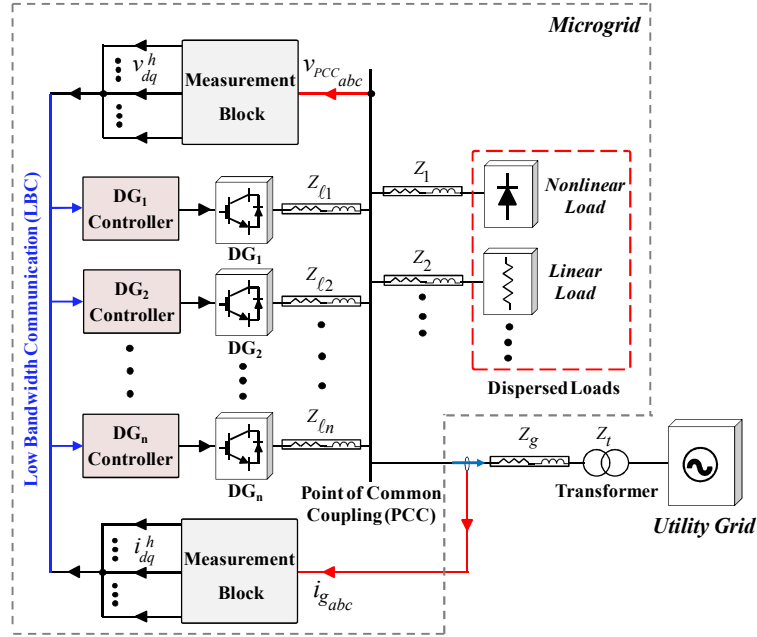 Microgrid
v_dq^h
Measurement
Block
v_PCC_abc
Low Bandwidth Communication (LBC)
DG₁
Controller
DG₁
Z_ℓ1
Z₁
Nonlinear
Load
DG₂
Controller
DG₂
Z_ℓ2
Z₂
Linear
Load
Dispersed Loads
DGₙ
Controller
DGₙ
Z_ℓn
Point of Common
Coupling (PCC)
Z_g
Z_t
Transformer
Utility Grid
i_dq^h
Measurement
Block
i_g_abc